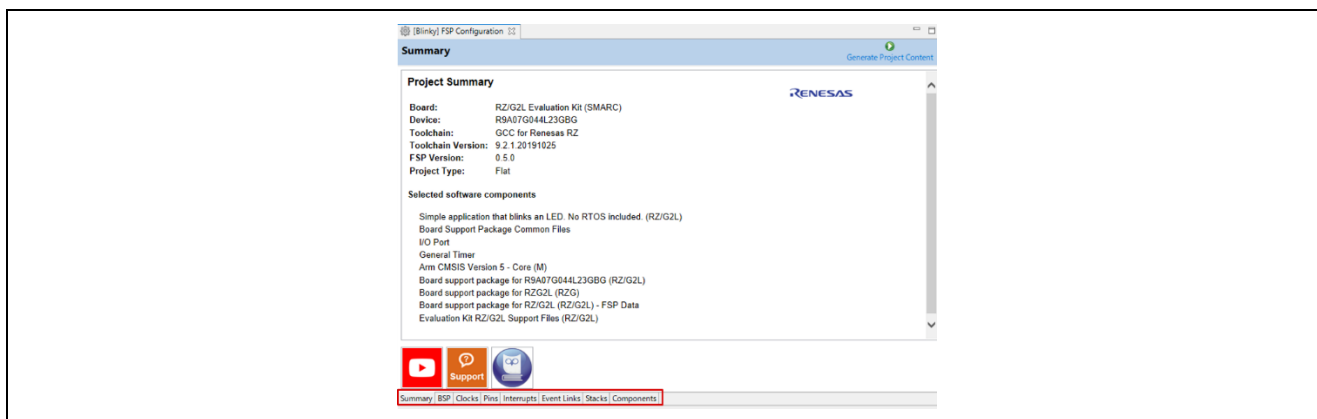 [Blinky] FSP Configuration
Summary
Generate Project Content
Project Summary
RENESAS
Board: RZ/G2L Evaluation Kit (SMARC)
Device: R9A07G044L23GBG
Toolchain: GCC for Renesas RZ
Toolchain Version: 9.2.1.20191025
FSP Version: 0.5.0
Project Type: Flat
Selected software components
Simple application that blinks an LED. No RTOS included. (RZ/G2L)
Board Support Package Common Files
I/O Port
General Timer
Arm CMSIS Version 5 - Core (M)
Board support package for R9A07G044L23GBG (RZ/G2L)
Board support package for RZG2L (RZG)
Board support package for RZ/G2L (RZ/G2L) - FSP Data
Evaluation Kit RZ/G2L Support Files (RZ/G2L)
Support
Summary BSP Clocks Pins Interrupts Event Links Stacks Components